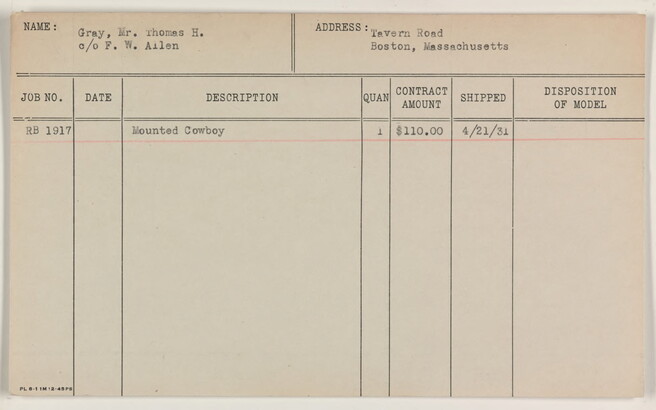 NAME: Gray, Mr. Thomas H.
c/o F. W. Allen
ADDRESS: Tavern Road
Boston, Massachusetts
JOB NO. DATE DESCRIPTION QUAN CONTRACT AMOUNT SHIPPED DISPOSITION OF MODEL
RB 1917 Mounted Cowboy 1 $110.00 4/21/31